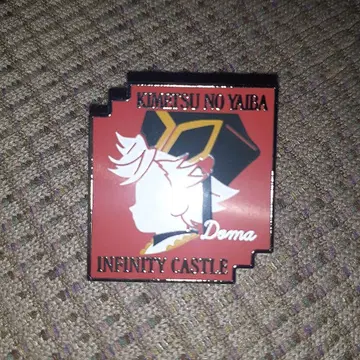 KIMETSU NO YAIBA
Doma
INFINITY CASTLE